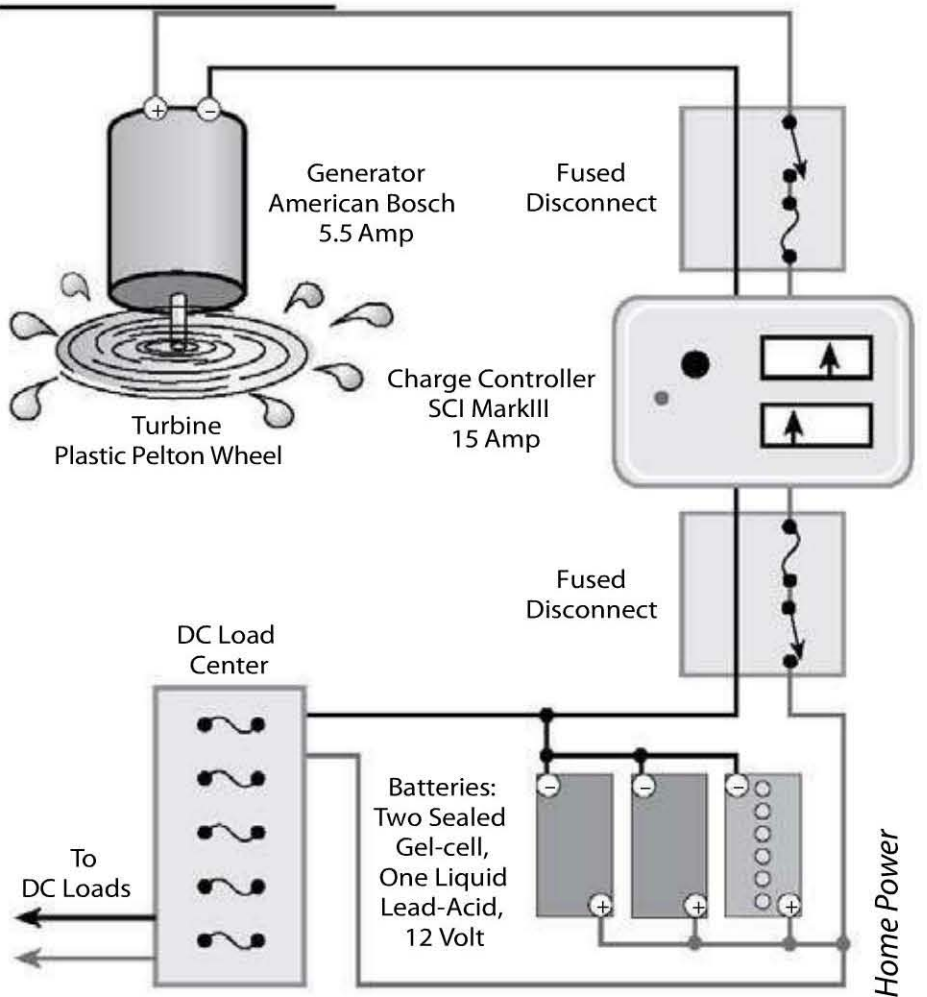 Generator
American Bosch
5.5 Amp
Fused
Disconnect
Charge Controller
SCI MarkIII
15 Amp
Turbine
Plastic Pelton Wheel
Fused
Disconnect
DC Load
Center
Batteries:
Two Sealed
Gel-cell,
One Liquid
Lead-Acid,
12 Volt
To
DC Loads
Home Power